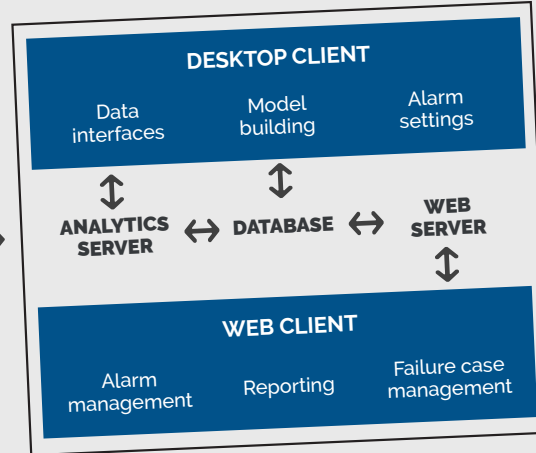 DESKTOP CLIENT
Data
interfaces
Model
building
Alarm
settings
ANALYTICS
SERVER
DATABASE
WEB
SERVER
WEB CLIENT
Alarm
management
Reporting
Failure case
management